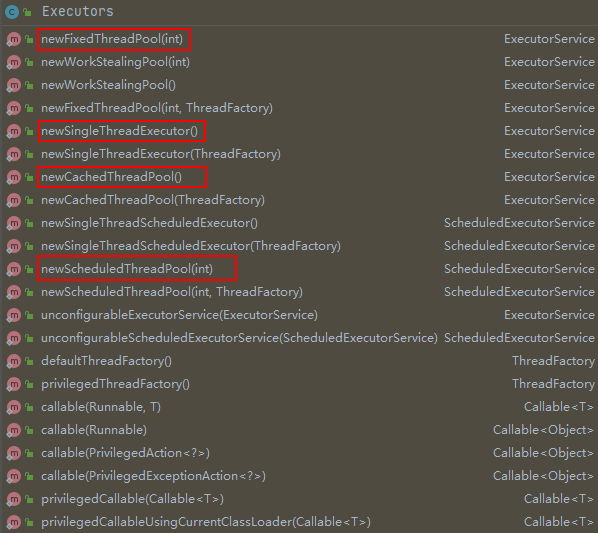 Executors
newFixedThreadPool(int) ExecutorService
newWorkStealingPool(int) ExecutorService
newWorkStealingPool() ExecutorService
newFixedThreadPool(int, ThreadFactory) ExecutorService
newSingleThreadExecutor() ExecutorService
newSingleThreadExecutor(ThreadFactory) ExecutorService
newCachedThreadPool() ExecutorService
newCachedThreadPool(ThreadFactory) ExecutorService
newSingleThreadScheduledExecutor() ScheduledExecutorService
newSingleThreadScheduledExecutor(ThreadFactory) ScheduledExecutorService
newScheduledThreadPool(int) ScheduledExecutorService
newScheduledThreadPool(int, ThreadFactory) ScheduledExecutorService
unconfigurableExecutorService(ExecutorService) ExecutorService
unconfigurableScheduledExecutorService(ScheduledExecutorService) ScheduledExecutorService
defaultThreadFactory() ThreadFactory
privilegedThreadFactory() ThreadFactory
callable(Runnable, T) Callable<T>
callable(Runnable) Callable<Object>
callable(PrivilegedAction<?>) Callable<Object>
callable(PrivilegedExceptionAction<?>) Callable<Object>
privilegedCallable(Callable<T>) Callable<T>
privilegedCallableUsingCurrentClassLoader(Callable<T>) Callable<T>